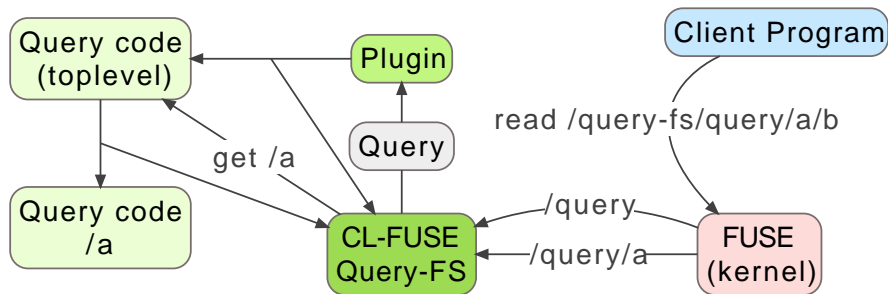 Query code
(toplevel)
Plugin
Client Program
read /query-fs/query/a/b
Query
get /a
Query code
/a
/query
CL-FUSE
Query-FS
/query/a
FUSE
(kernel)